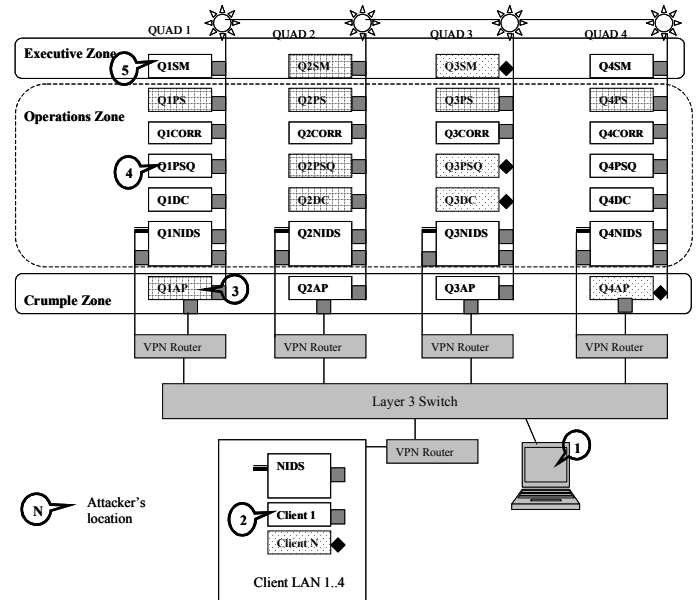 QUAD 1 QUAD 2 QUAD 3 QUAD 4
Executive Zone
5 Q1SM Q2SM Q3SM Q4SM
Q1PS Q2PS Q3PS Q4PS
Operations Zone
Q1CORR Q2CORR Q3CORR Q4CORR
4 Q1PSQ Q2PSQ Q3PSQ Q4PSQ
Q1DC Q2DC Q3DC Q4DC
Q1NIDS Q2NIDS Q3NIDS Q4NIDS
Crumple Zone
Q1AP 3 Q2AP Q3AP Q4AP
VPN Router VPN Router VPN Router VPN Router
Layer 3 Switch
VPN Router
1
NIDS
2 Client 1
Client N
Client LAN 1..4
N Attacker's
location